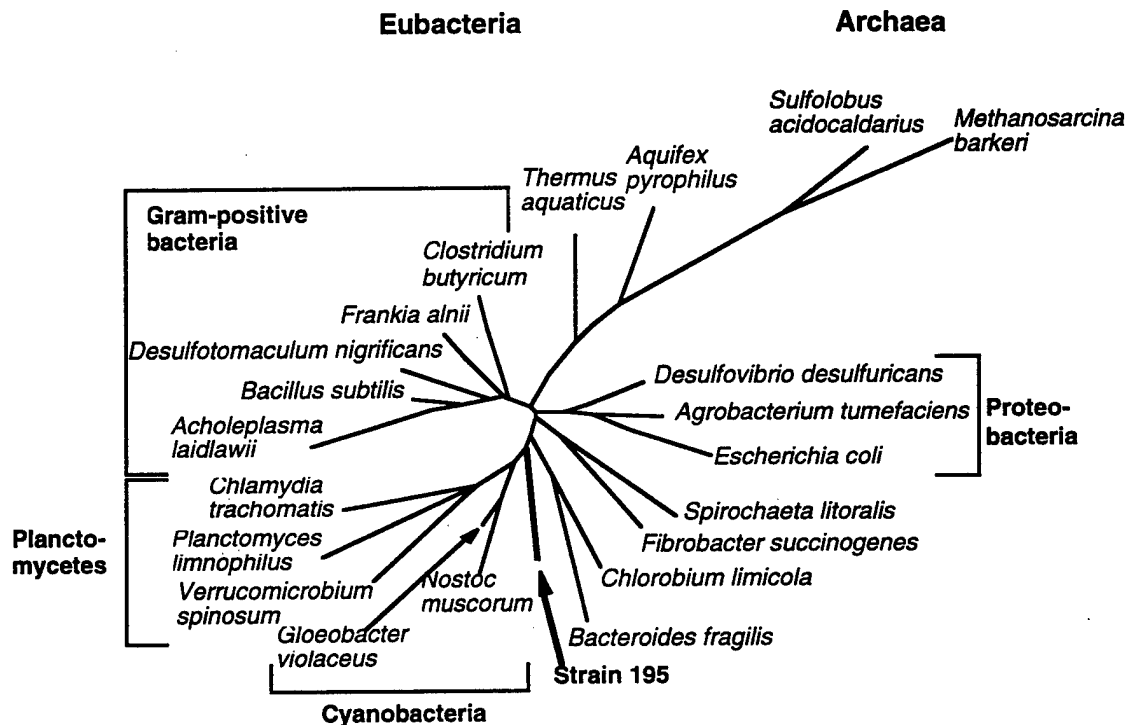 Eubacteria
Archaea
Sulfolobus
acidocaldarius
Methanosarcina
barkeri
Aquifex
pyrophilus
Thermus
aquaticus
Gram-positive
bacteria
Clostridium
butyricum
Frankia alnii
Desulfotomaculum nigrificans
Bacillus subtilis
Acholeplasma
laidlawii
Desulfovibrio desulfuricans
Agrobacterium tumefaciens
Escherichia coli
Proteo-
bacteria
Chlamydia
trachomatis
Planctomyces
limnophilus
Verrucomicrobium
spinosum
Plancto-
mycetes
Gloeobacter
violaceus
Nostoc
muscorum
Spirochaeta litoralis
Fibrobacter succinogenes
Chlorobium limicola
Bacteroides fragilis
Strain 195
Cyanobacteria